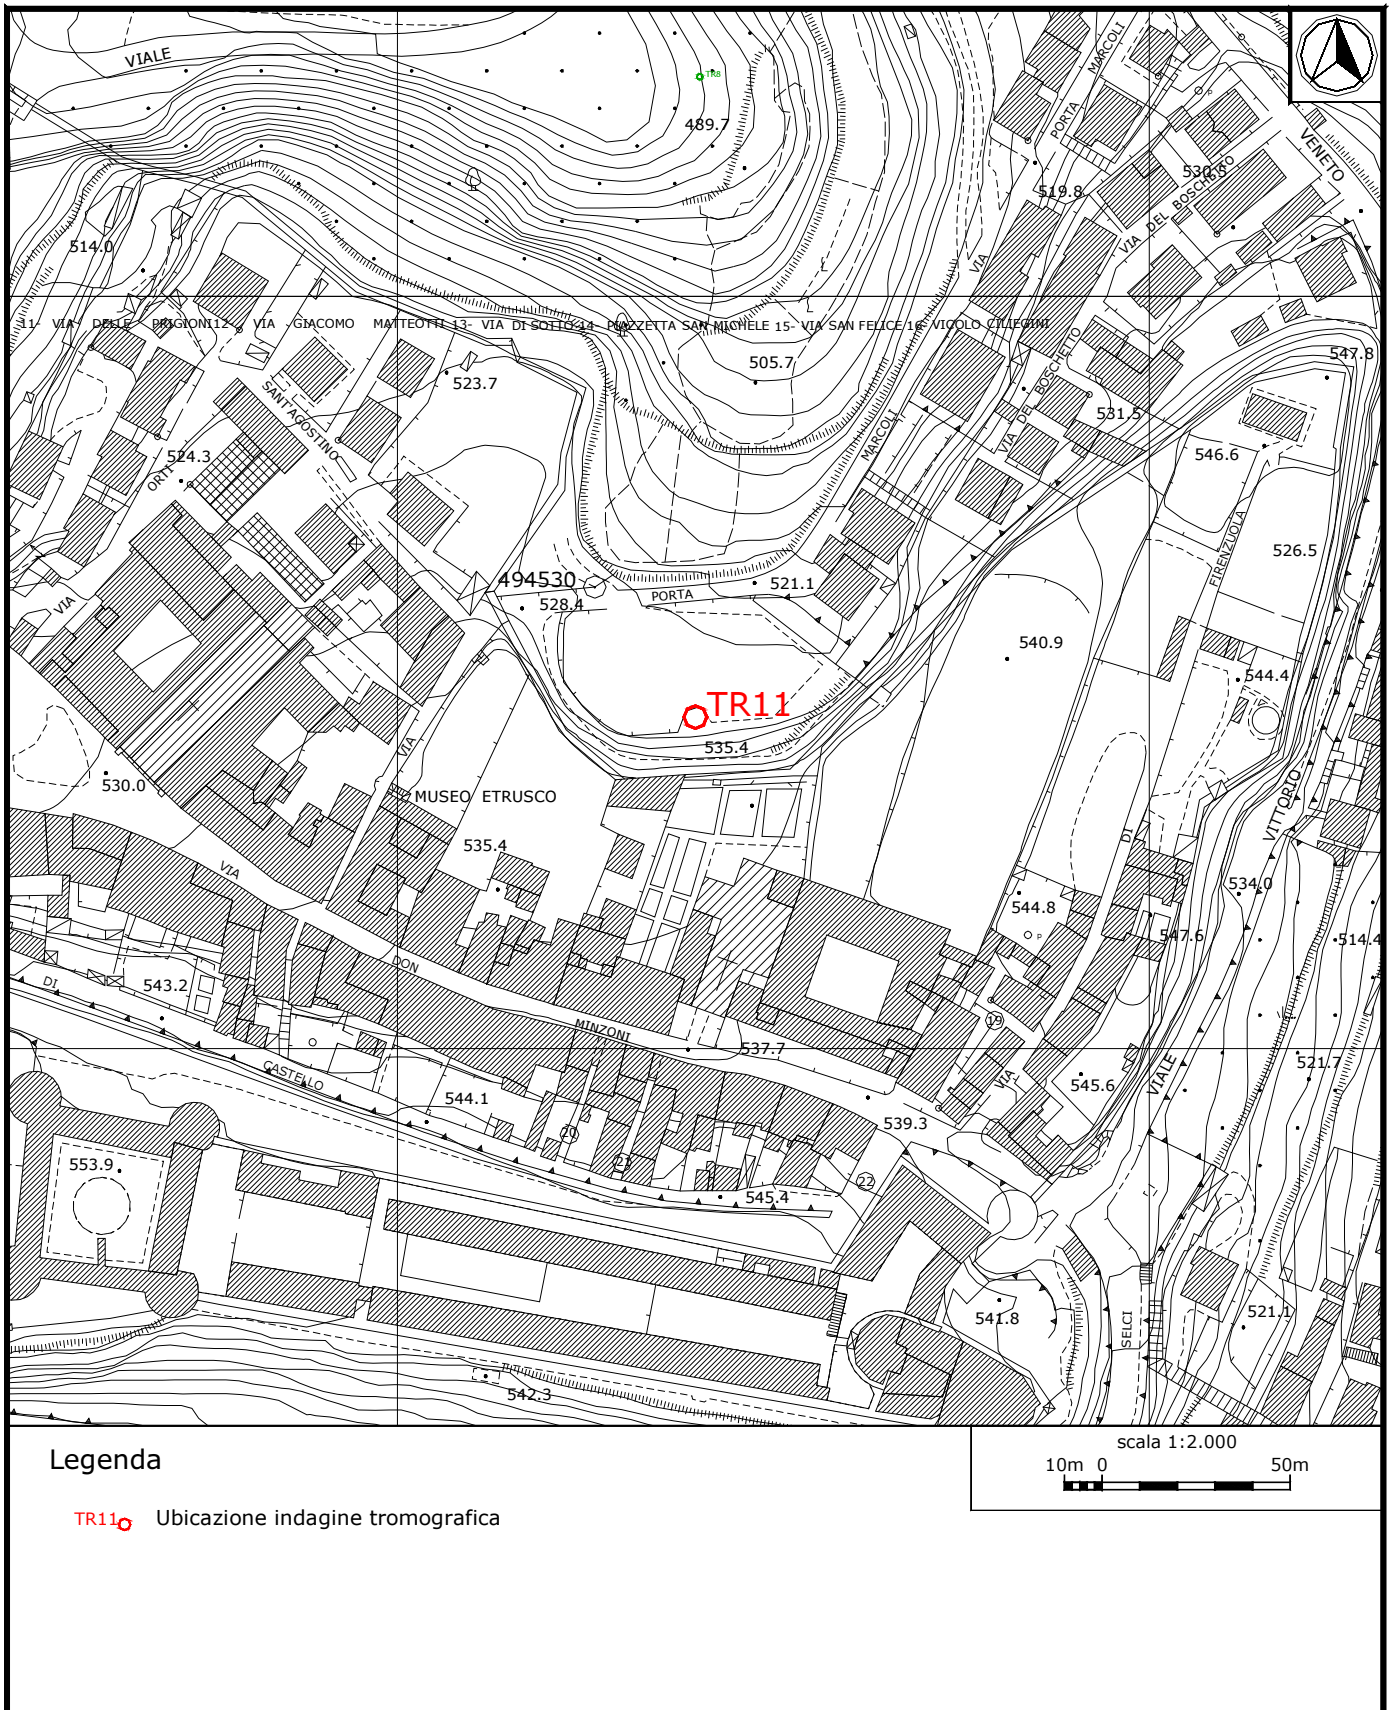 VIALE
TR8
489.7
MARCOLI
PORTA
P
VENETO
530.5
519.8
VIA DEL BOSCHETTO
VIA
514.0
11- VIA DELLE PRIGIONI12- VIA GIACOMO MATTEOTTI 13- VIA DI SOTTO 14- PIAZZETTA SAN MICHELE 15- VIA SAN FELICE 16- VICOLO CILIEGINI
547.8
505.7
523.7
SANT'AGOSTINO
VIA DEL BOSCHETTO
531.5
MARCOLI
546.6
524.3
ORTI
FIRENZUOLA
526.5
494530
528.4
PORTA
521.1
VIA
540.9
544.4
TR11
535.4
VIA
530.0
MUSEO ETRUSCO
VITTORIO
DI
535.4
VIA
534.0
544.8
P
547.6
514.4
DON
543.2
DI
MINZONI
19
537.7
521.7
CASTELLO
VIA
545.6
VIALE
544.1
539.3
20
21
553.9
22
545.4
541.8
521.1
SELCI
542.3
Legenda
scala 1:2.000
10m 0 50m
TR11 Ubicazione indagine tromografica